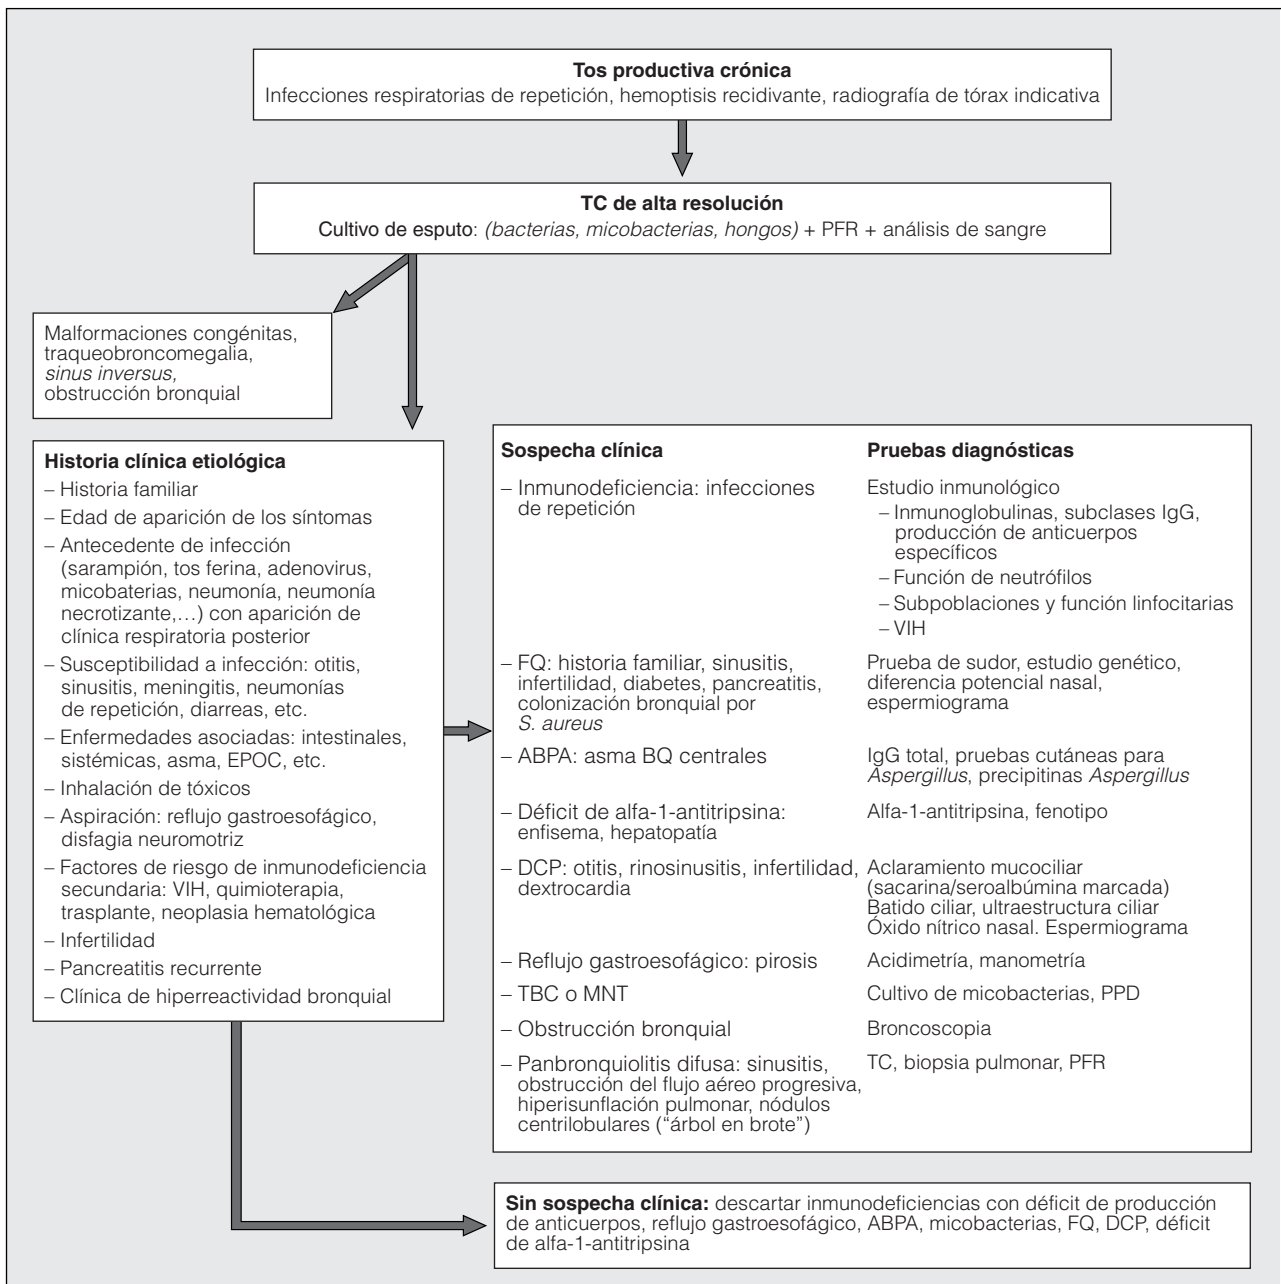 Tos productiva crónica
Infecciones respiratorias de repetición, hemoptisis recidivante, radiografía de tórax indicativa
TC de alta resolución
Cultivo de esputo: (bacterias, micobacterias, hongos) + PFR + análisis de sangre
Malformaciones congénitas,
traqueobroncomegalia,
sinus inversus,
obstrucción bronquial
Historia clínica etiológica
– Historia familiar
– Edad de aparición de los síntomas
– Antecedente de infección
(sarampión, tos ferina, adenovirus,
micobaterias, neumonía, neumonía
necrotizante,...) con aparición de
clínica respiratoria posterior
– Susceptibilidad a infección: otitis,
sinusitis, meningitis, neumonías
de repetición, diarreas, etc.
– Enfermedades asociadas: intestinales,
sistémicas, asma, EPOC, etc.
– Inhalación de tóxicos
– Aspiración: reflujo gastroesofágico,
disfagia neuromotriz
– Factores de riesgo de inmunodeficiencia
secundaria: VIH, quimioterapia,
trasplante, neoplasia hematológica
– Infertilidad
– Pancreatitis recurrente
– Clínica de hiperreactividad bronquial
Sospecha clínica
Pruebas diagnósticas
– Inmunodeficiencia: infecciones
de repetición
Estudio inmunológico
– Inmunoglobulinas, subclases IgG,
producción de anticuerpos
específicos
– Función de neutrófilos
– Subpoblaciones y función linfocitarias
– VIH
– FQ: historia familiar, sinusitis,
infertilidad, diabetes, pancreatitis,
colonización bronquial por
S. aureus
Prueba de sudor, estudio genético,
diferencia potencial nasal,
espermiograma
– ABPA: asma BQ centrales
IgG total, pruebas cutáneas para
Aspergillus, precipitinas Aspergillus
– Déficit de alfa-1-antitripsina:
enfisema, hepatopatía
Alfa-1-antitripsina, fenotipo
– DCP: otitis, rinosinusitis, infertilidad,
dextrocardia
Aclaramiento mucociliar
(sacarina/seroalbúmina marcada)
Batido ciliar, ultraestructura ciliar
Óxido nítrico nasal. Espermiograma
– Reflujo gastroesofágico: pirosis
Acidimetría, manometría
– TBC o MNT
Cultivo de micobacterias, PPD
– Obstrucción bronquial
Broncoscopia
– Panbronquiolitis difusa: sinusitis,
obstrucción del flujo aéreo progresiva,
hiperisunflación pulmonar, nódulos
centrilobulares (“árbol en brote”)
TC, biopsia pulmonar, PFR
Sin sospecha clínica: descartar inmunodeficiencias con déficit de producción
de anticuerpos, reflujo gastroesofágico, ABPA, micobacterias, FQ, DCP, déficit
de alfa-1-antitripsina